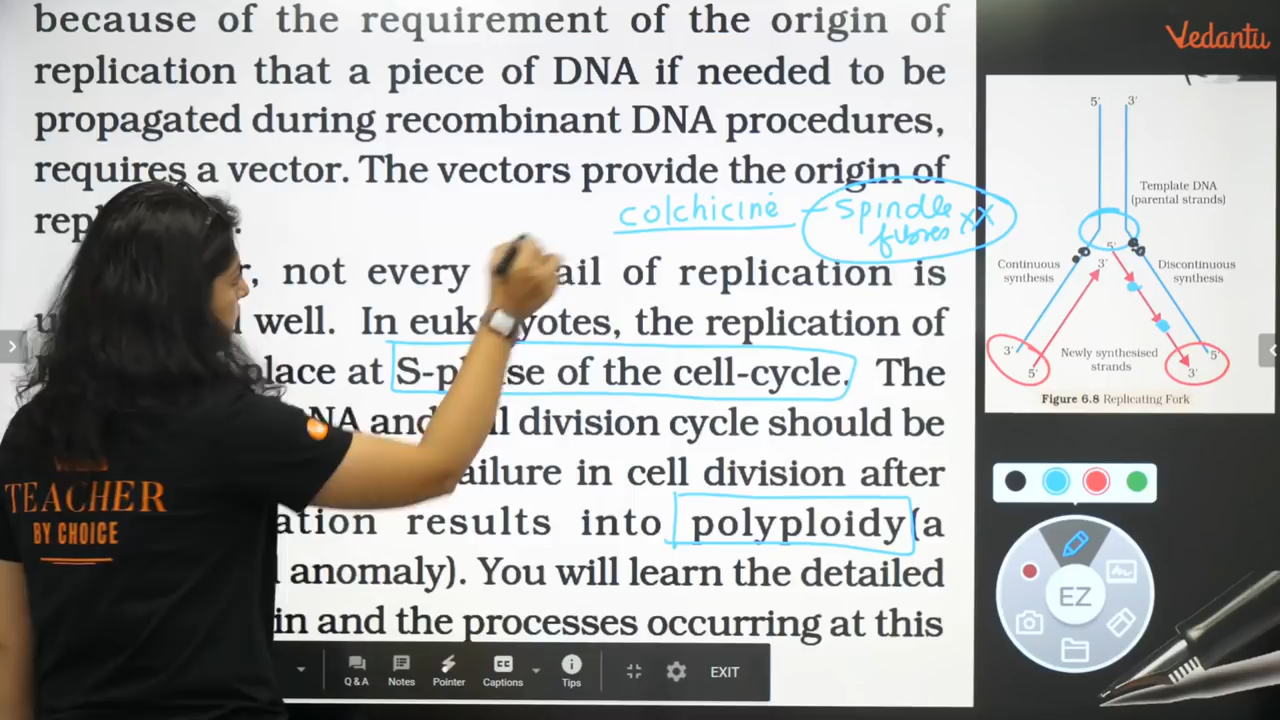 because of the requirement of the origin of
replication that a piece of DNA if needed to be
propagated during recombinant DNA procedures,
requires a vector. The vectors provide the origin of
colchicine - spindle
fibres XX
not every of replication is
well. In the replication of
place at S-phase of the cell-cycle. The
NA and division cycle should be
ailure in cell division after
ation results into polyploidy (a
anomaly). You will learn the detailed
in and the processes occurring at this
Vedantu
5' 3'
Template DNA
(parental strands)
5'
3'
Continuous
synthesis
Discontinuous
synthesis
3'
5'
Newly synthesised
strands
5'
3'
Figure 6.8 Replicating Fork
EZ
TEACHER
BY CHOICE
Q & A Notes Pointer CC Captions Tips EXIT